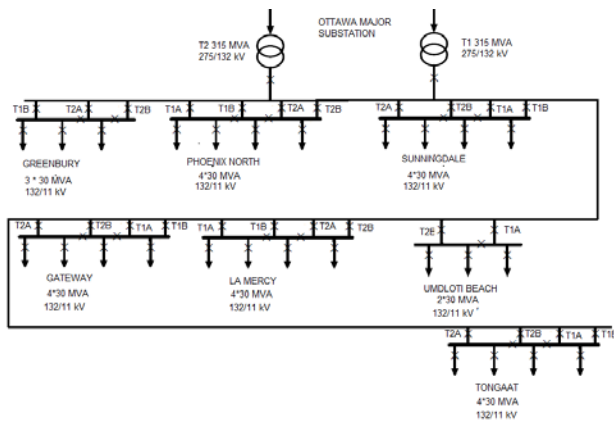 OTTAWA MAJOR
SUBSTATION
T2 315 MVA
275/132 kV
T1 315 MVA
275/132 kV
T1B T2A T2B T1A T1B T2A T2B T2A T2B T1A T1B
GREENBURY
3 * 30 MVA
132/11 kV
PHOENIX NORTH
4*30 MVA
132/11 kV
SUNNINGDALE
4*30 MVA
132/11 kV
T2A T2B T1A T1B T1A T1B T2A T2B T2E T1A
GATEWAY
4*30 MVA
132/11 kV
LA MERCY
4*30 MVA
132/11 kV
UMDLOTI BEACH
2*30 MVA
132/11 kV
T2A T2B T1A T1B
TONGAAT
4*30 MVA
132/11 kV